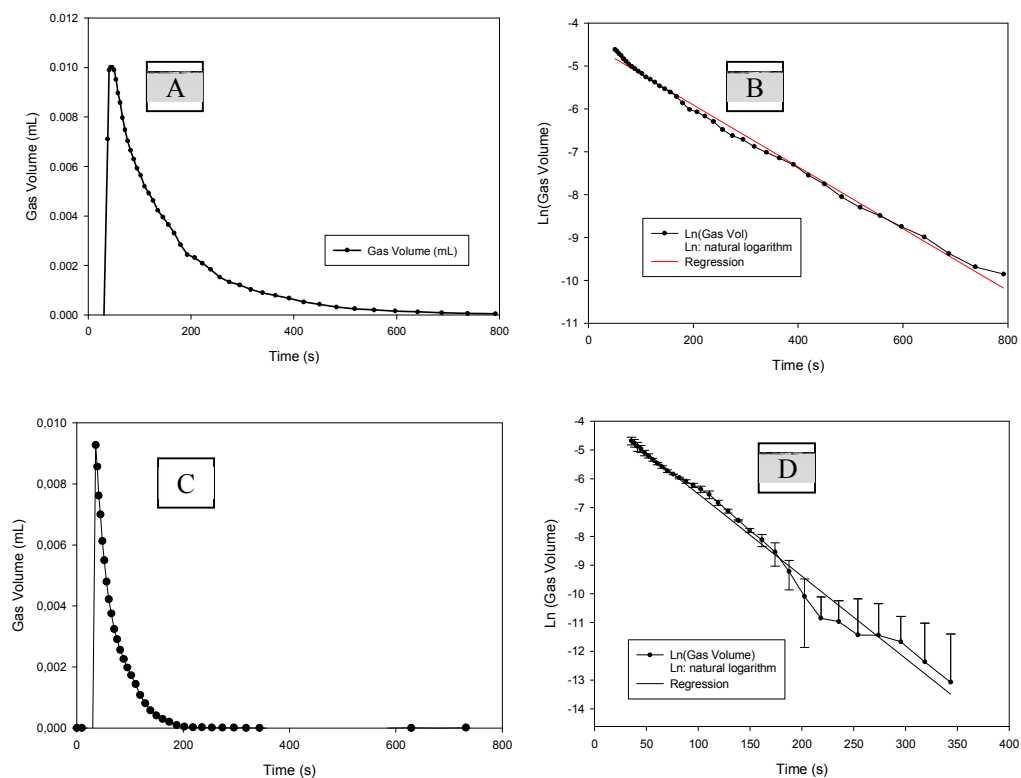 0.012
0.010
0.008
0.006
0.004
0.002
0.000
Gas Volume (mL)
A
Gas Volume (mL)
0 200 400 600 800
Time (s)
-4
-5
-6
-7
-8
-9
-10
-11
Ln(Gas Volume)
B
Ln(Gas Vol)
Ln: natural logarithm
Regression
0 200 400 600 800
Time (s)
0,010
0,008
0,006
0,004
0,002
0,000
Gas Volume (mL)
C
0 200 400 600 800
Time (s)
-4
-5
-6
-7
-8
-9
-10
-11
-12
-13
-14
Ln (Gas Volume)
D
Ln(Gas Volume)
Ln: natural logarithm
Regression
0 50 100 150 200 250 300 350 400
Time (s)